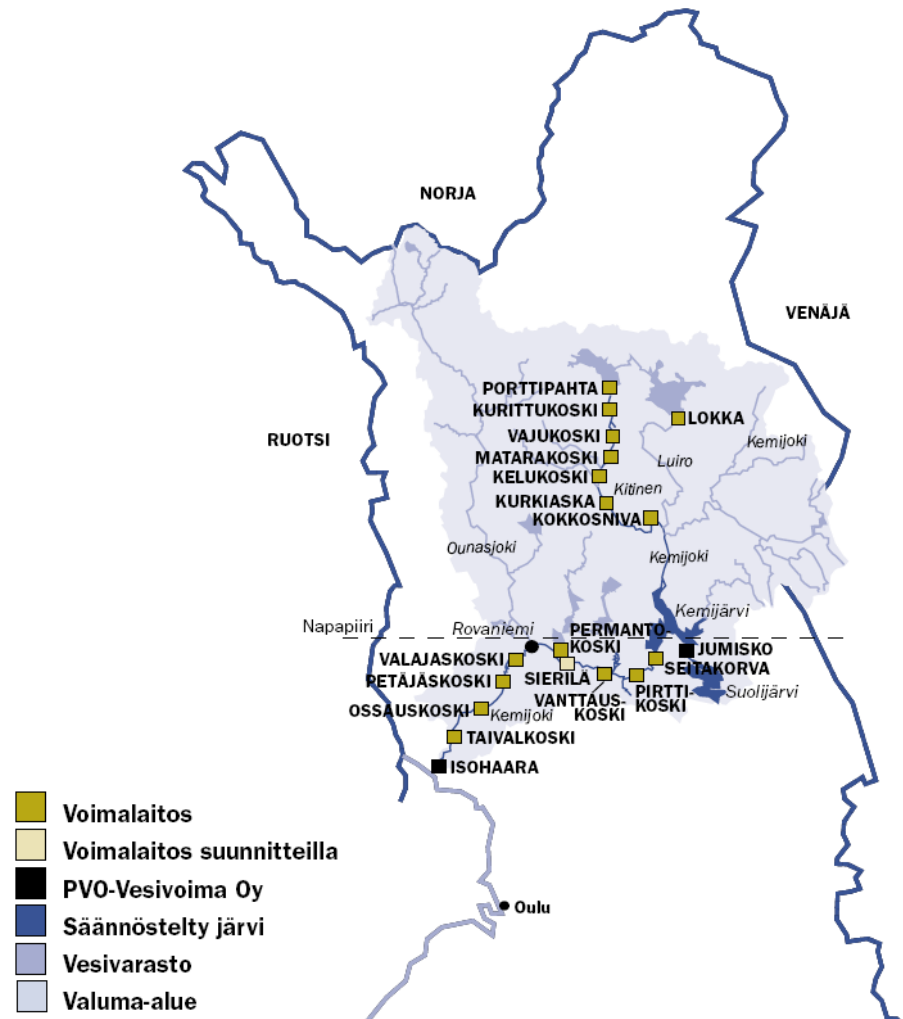 NORJA
VENÄJÄ
RUOTSI
PORTTIPAHTA
KURITTUKOSKI
LOKKA
VAJUKOSKI
Kemijoki
MATARAKOSKI
Luiro
KELUKOSKI
Kitinen
KURKIASKA
KOKKOSNIVA
Ounasjoki
Kemijoki
Kemijärvi
Napapiiri
Rovaniemi
PERMANTO-
KOSKI
JUMISKO
VALAJASKOSKI
SEITAKORVA
SIERILÄ
PETÄJÄSKOSKI
PIRTTI-
KOSKI
Suolijärvi
VANTTAUS-
KOSKI
OSSAUSKOSKI
Kemijoki
TAIVALKOSKI
ISOHAARA
Voimalaitos
Voimalaitos suunnitteilla
PVO-Vesivoima Oy
Säännöstelty järvi
Vesivarasto
Valuma-alue
Oulu